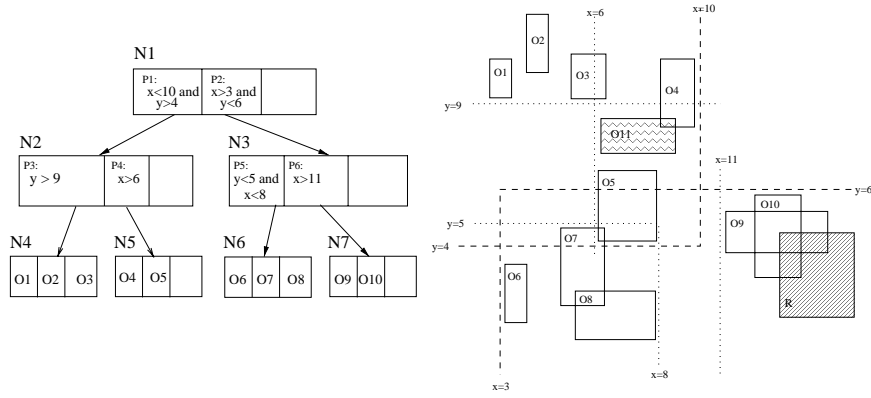 N1
P1:
x<10 and
y>4
P2:
x>3 and
y<6
N2
P3:
y > 9
P4:
x>6
N3
P5:
y<5 and
x<8
P6:
x>11
N4
O1 O2 O3
N5
O4 O5
N6
O6 O7 O8
N7
O9 O10
x=6
x=10
O2
O1
O3
O4
y=9
O11
x=11
O5
y=6
O10
O9
y=5
O7
y=4
O6
O8
R
x=8
x=3